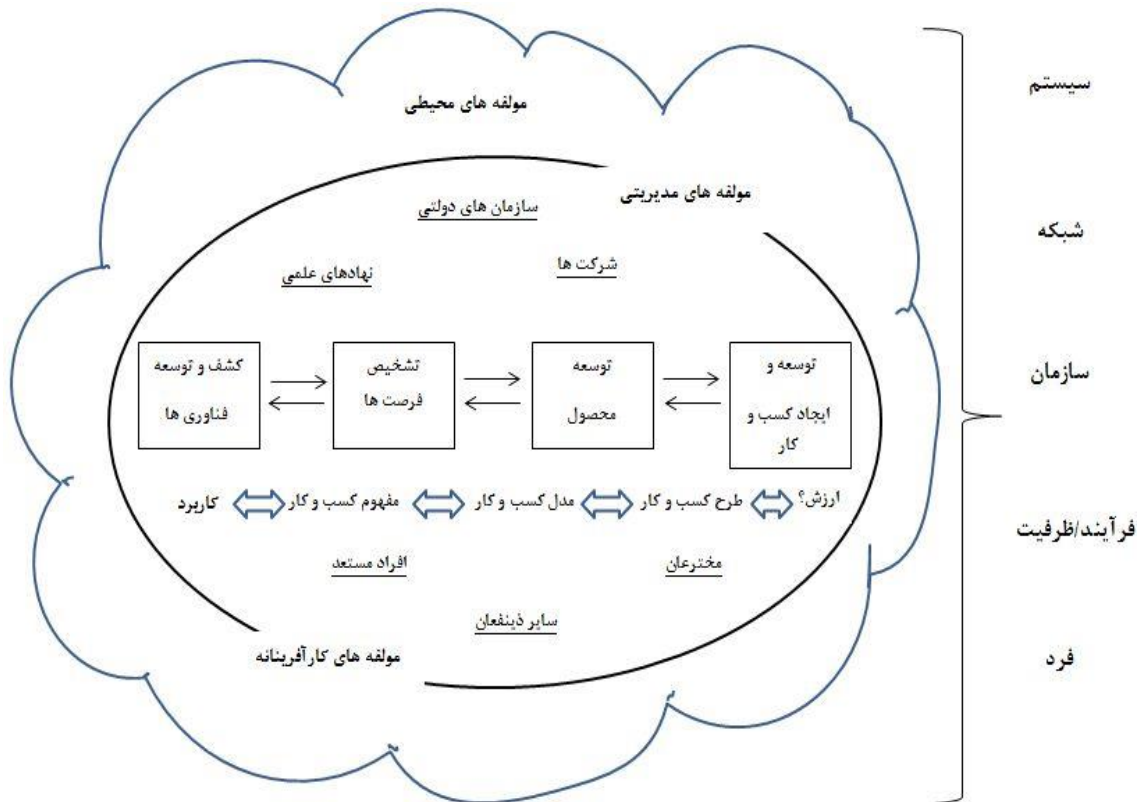 سیستم
مولفه های محیطی
مولفه های مدیریتی
سازمان های دولتی
شبکه
شرکت ها
نهادهای علمی
کشف و توسعه
فناوری ها
تشخیص
فرصت ها
توسعه
محصول
توسعه و
ایجاد کسب و
کار
سازمان
کاربرد
مفهوم کسب و کار
مدل کسب و کار
طرح کسب و کار
ارزش؟
فرآیند/ظرفیت
افراد مستعد
مخترعان
سایر ذینفعان
مولفه های کارآفرینانه
فرد